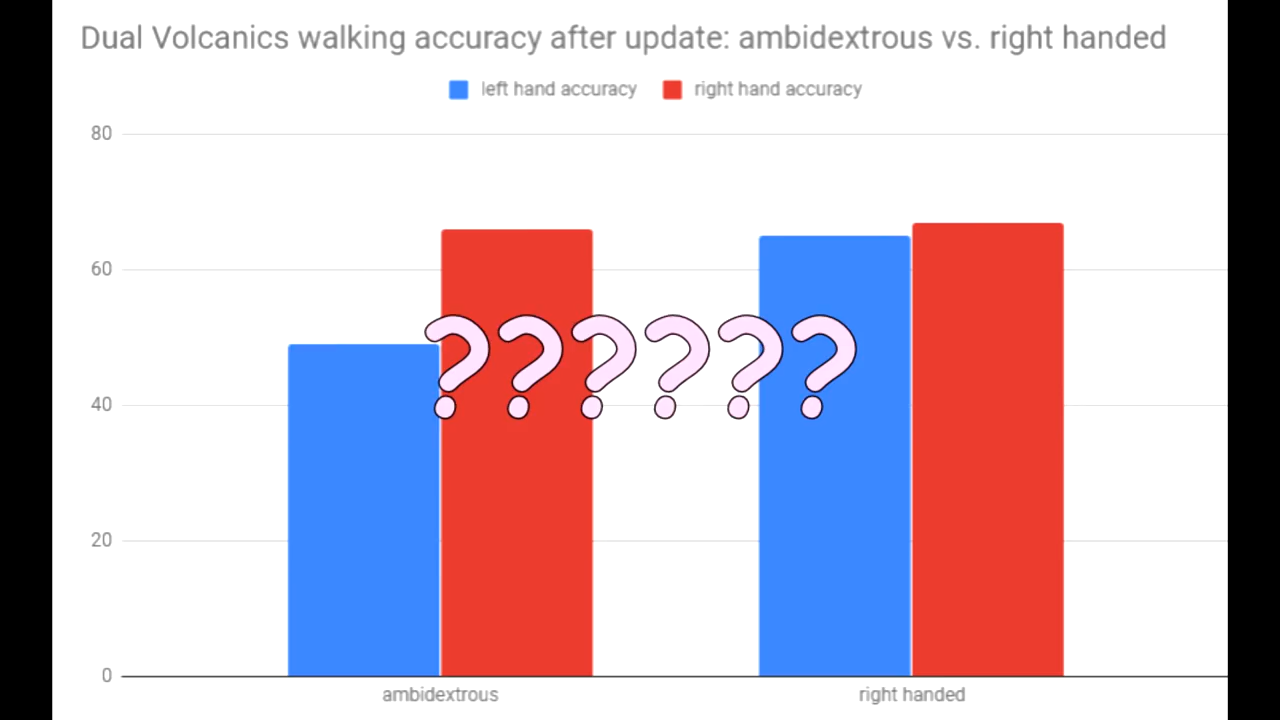 Dual Volcanics walking accuracy after update: ambidextrous vs. right handed
left hand accuracy right hand accuracy
80
60
??????
40
20
0
ambidextrous right handed